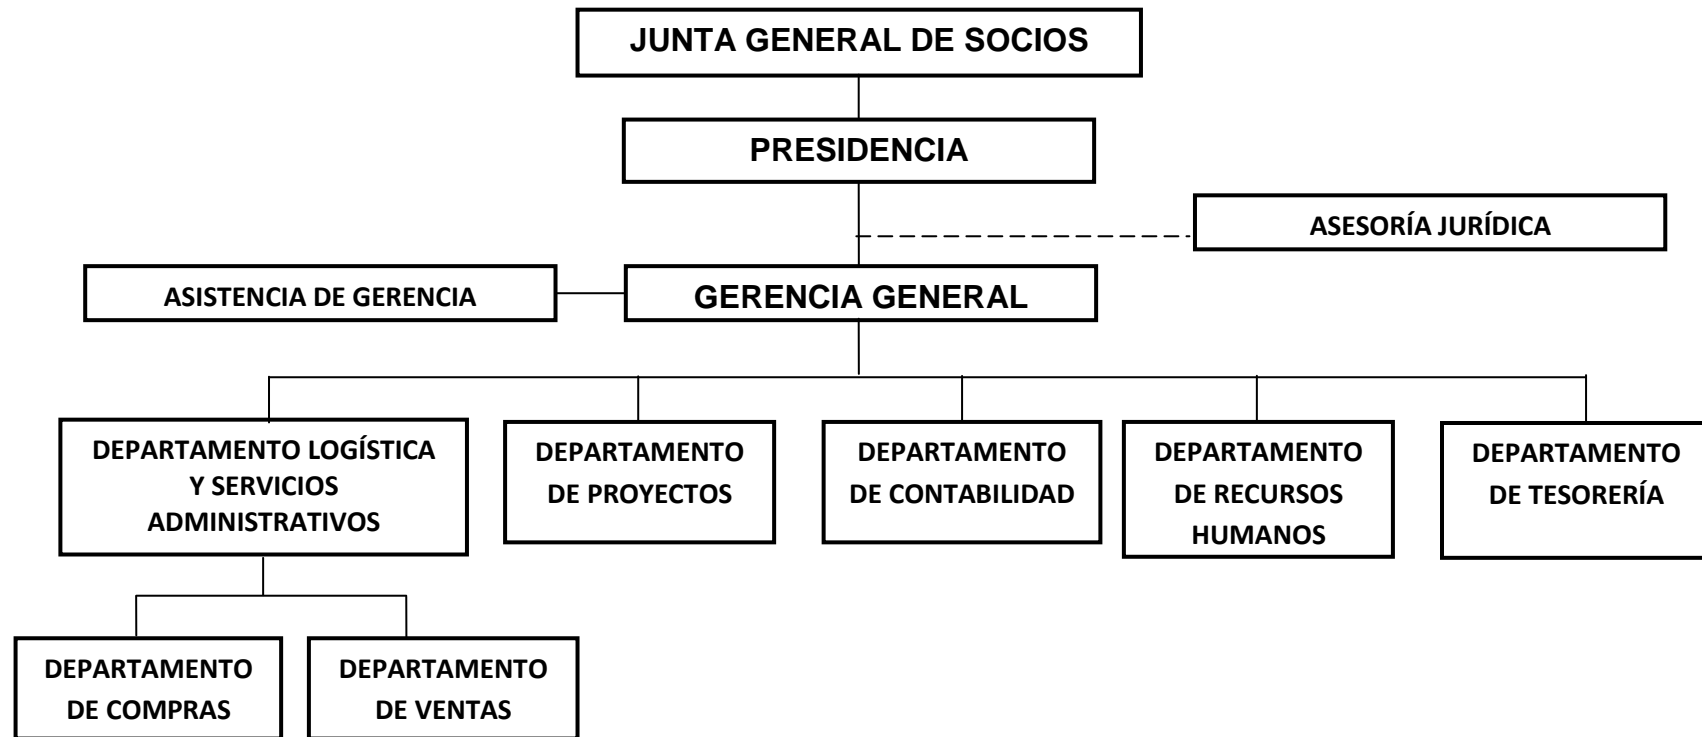 JUNTA GENERAL DE SOCIOS
PRESIDENCIA
ASESORÍA JURÍDICA
ASISTENCIA DE GERENCIA
GERENCIA GENERAL
DEPARTAMENTO LOGÍSTICA
Y SERVICIOS
ADMINISTRATIVOS
DEPARTAMENTO
DE PROYECTOS
DEPARTAMENTO
DE CONTABILIDAD
DEPARTAMENTO
DE RECURSOS
HUMANOS
DEPARTAMENTO
DE TESORERÍA
DEPARTAMENTO
DE COMPRAS
DEPARTAMENTO
DE VENTAS